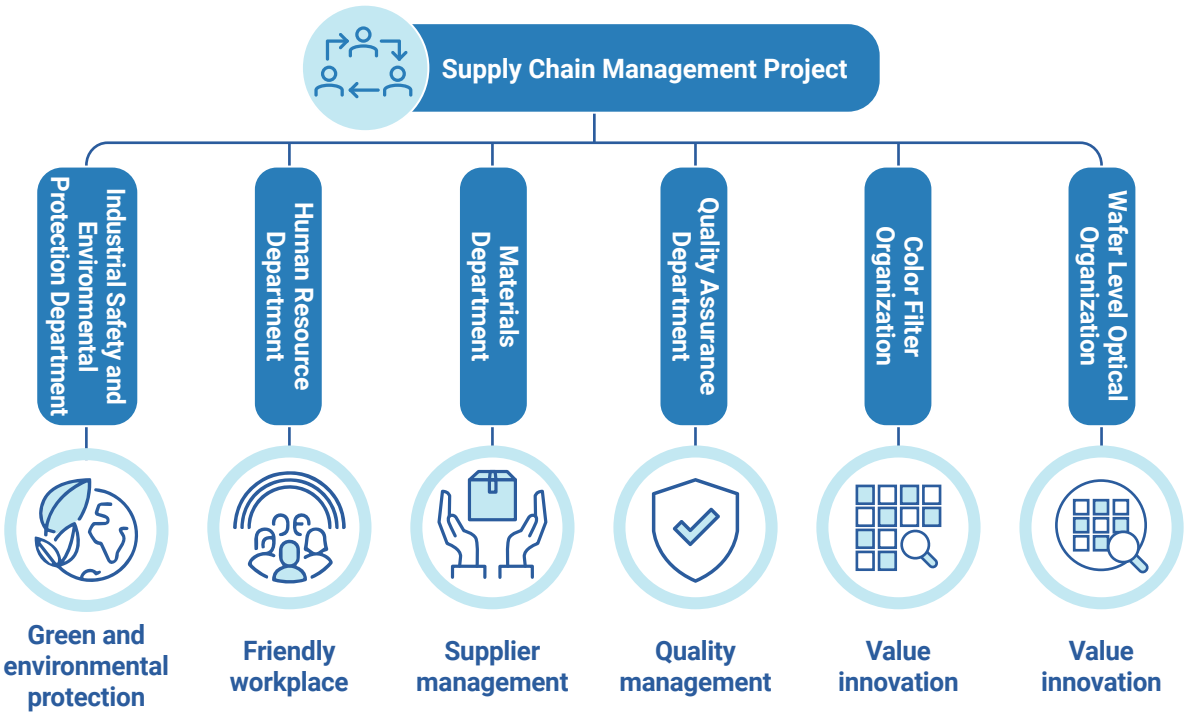 Supply Chain Management Project
Industrial Safety and
Environmental
Protection Department
Human Resource
Department
Materials
Department
Quality Assurance
Department
Color Filter
Organization
Wafer Level Optical
Organization
Green and
environmental
protection
Friendly
workplace
Supplier
management
Quality
management
Value
innovation
Value
innovation